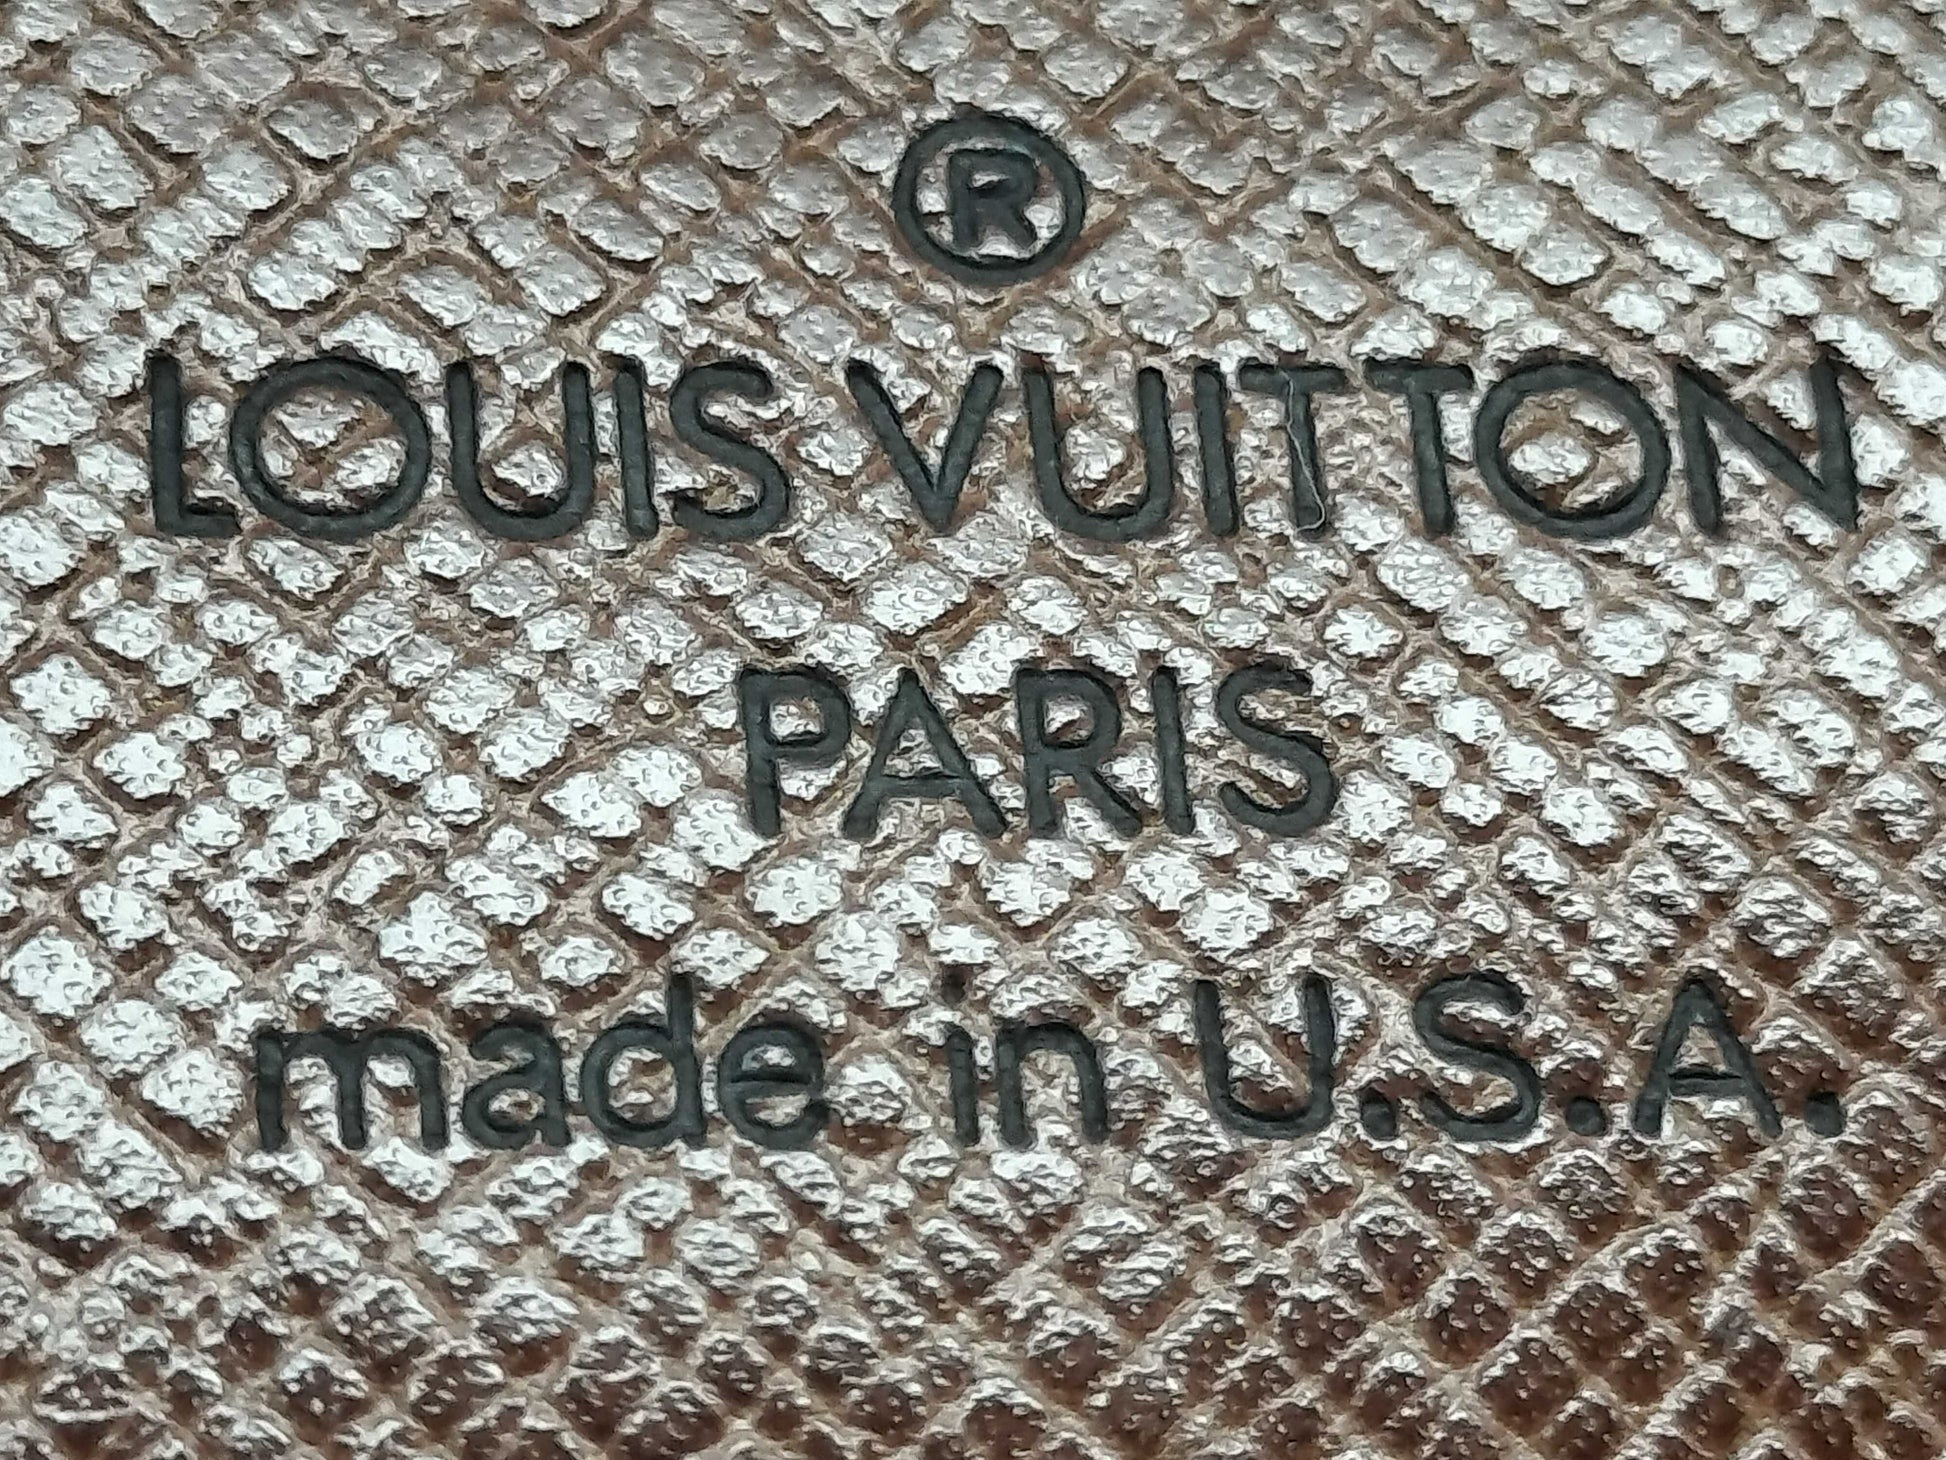 ®
LOUIS VUITTON
PARIS
made in U.S.A.